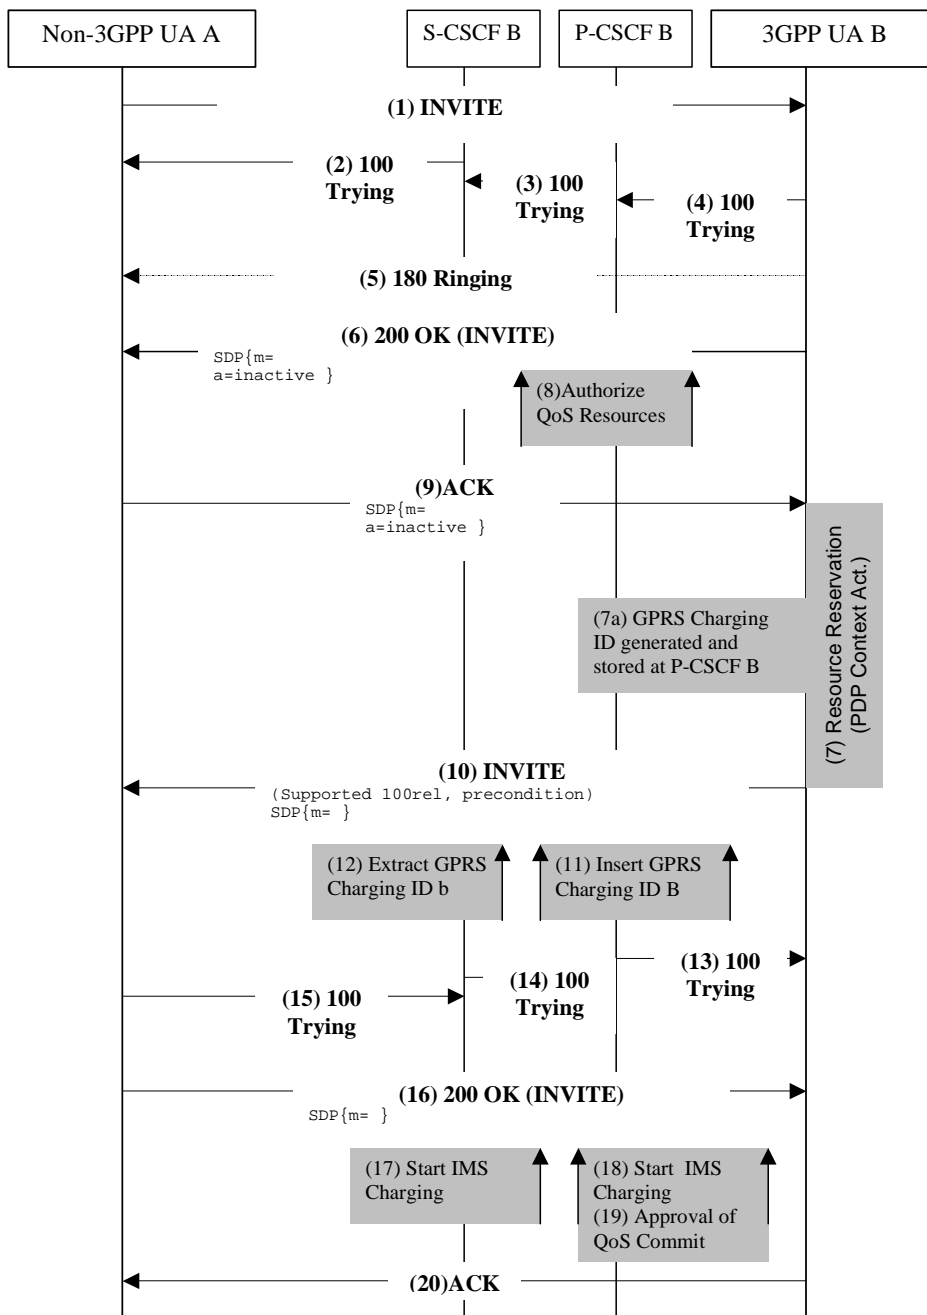 Non-3GPP UA A
S-CSCF B
P-CSCF B
3GPP UA B
(1) INVITE
(2) 100
Trying
(3) 100
Trying
(4) 100
Trying
(5) 180 Ringing
(6) 200 OK (INVITE)
SDP{m=
a=inactive }
(8)Authorize
QoS Resources
(9)ACK
SDP{m=
a=inactive }
(7) Resource Reservation
(PDP Context Act.)
(7a) GPRS Charging
ID generated and
stored at P-CSCF B
(10) INVITE
(Supported 100rel, precondition)
SDP{m= }
(12) Extract GPRS
Charging ID b
(11) Insert GPRS
Charging ID B
(13) 100
Trying
(14) 100
Trying
(15) 100
Trying
(16) 200 OK (INVITE)
SDP{m= }
(17) Start IMS
Charging
(18) Start  IMS
Charging
(19) Approval of
QoS Commit
(20)ACK